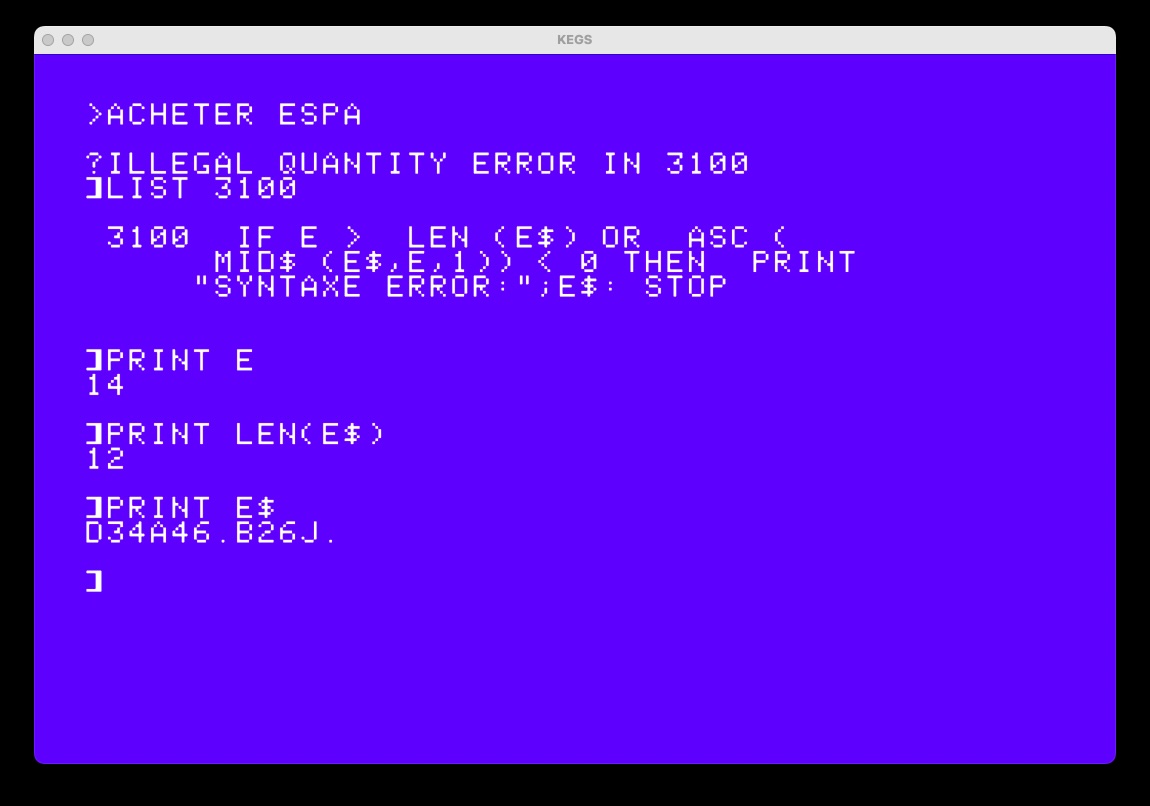 KEGS
>ACHETER ESPA
?ILLEGAL QUANTITY ERROR IN 3100
]LIST 3100
3100  IF E >  LEN (E$) OR  ASC (
MID$ (E$,E,1)) < 0 THEN  PRINT
"SYNTAXE ERROR:";E$: STOP
]PRINT E
14
]PRINT LEN(E$)
12
]PRINT E$
D34A46.B26J.
]